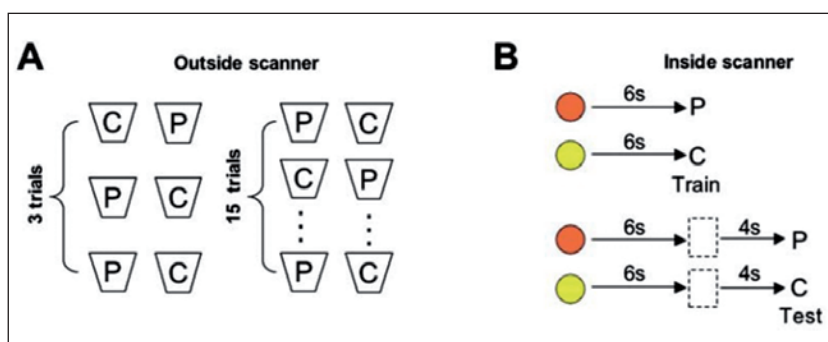 A
Outside scanner
3 trials
C P
P C
P C
15 trials
P C
C P
P C
B
Inside scanner
6s
P
6s
C
Train
6s
4s
P
6s
4s
C
Test